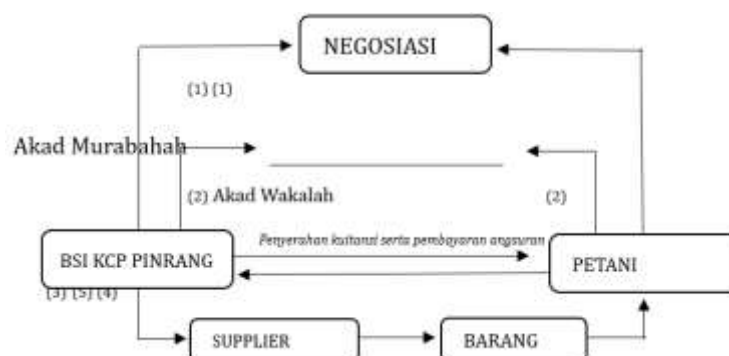 NEGOSIASI
(1) (1)
Akad Murabahah
(2) Akad Wakalah
(2)
Penyerahan kuitansi serta pembayaran angsuran
BSI KCP PINRANG
PETANI
(3) (5) (4)
SUPPLIER
BARANG